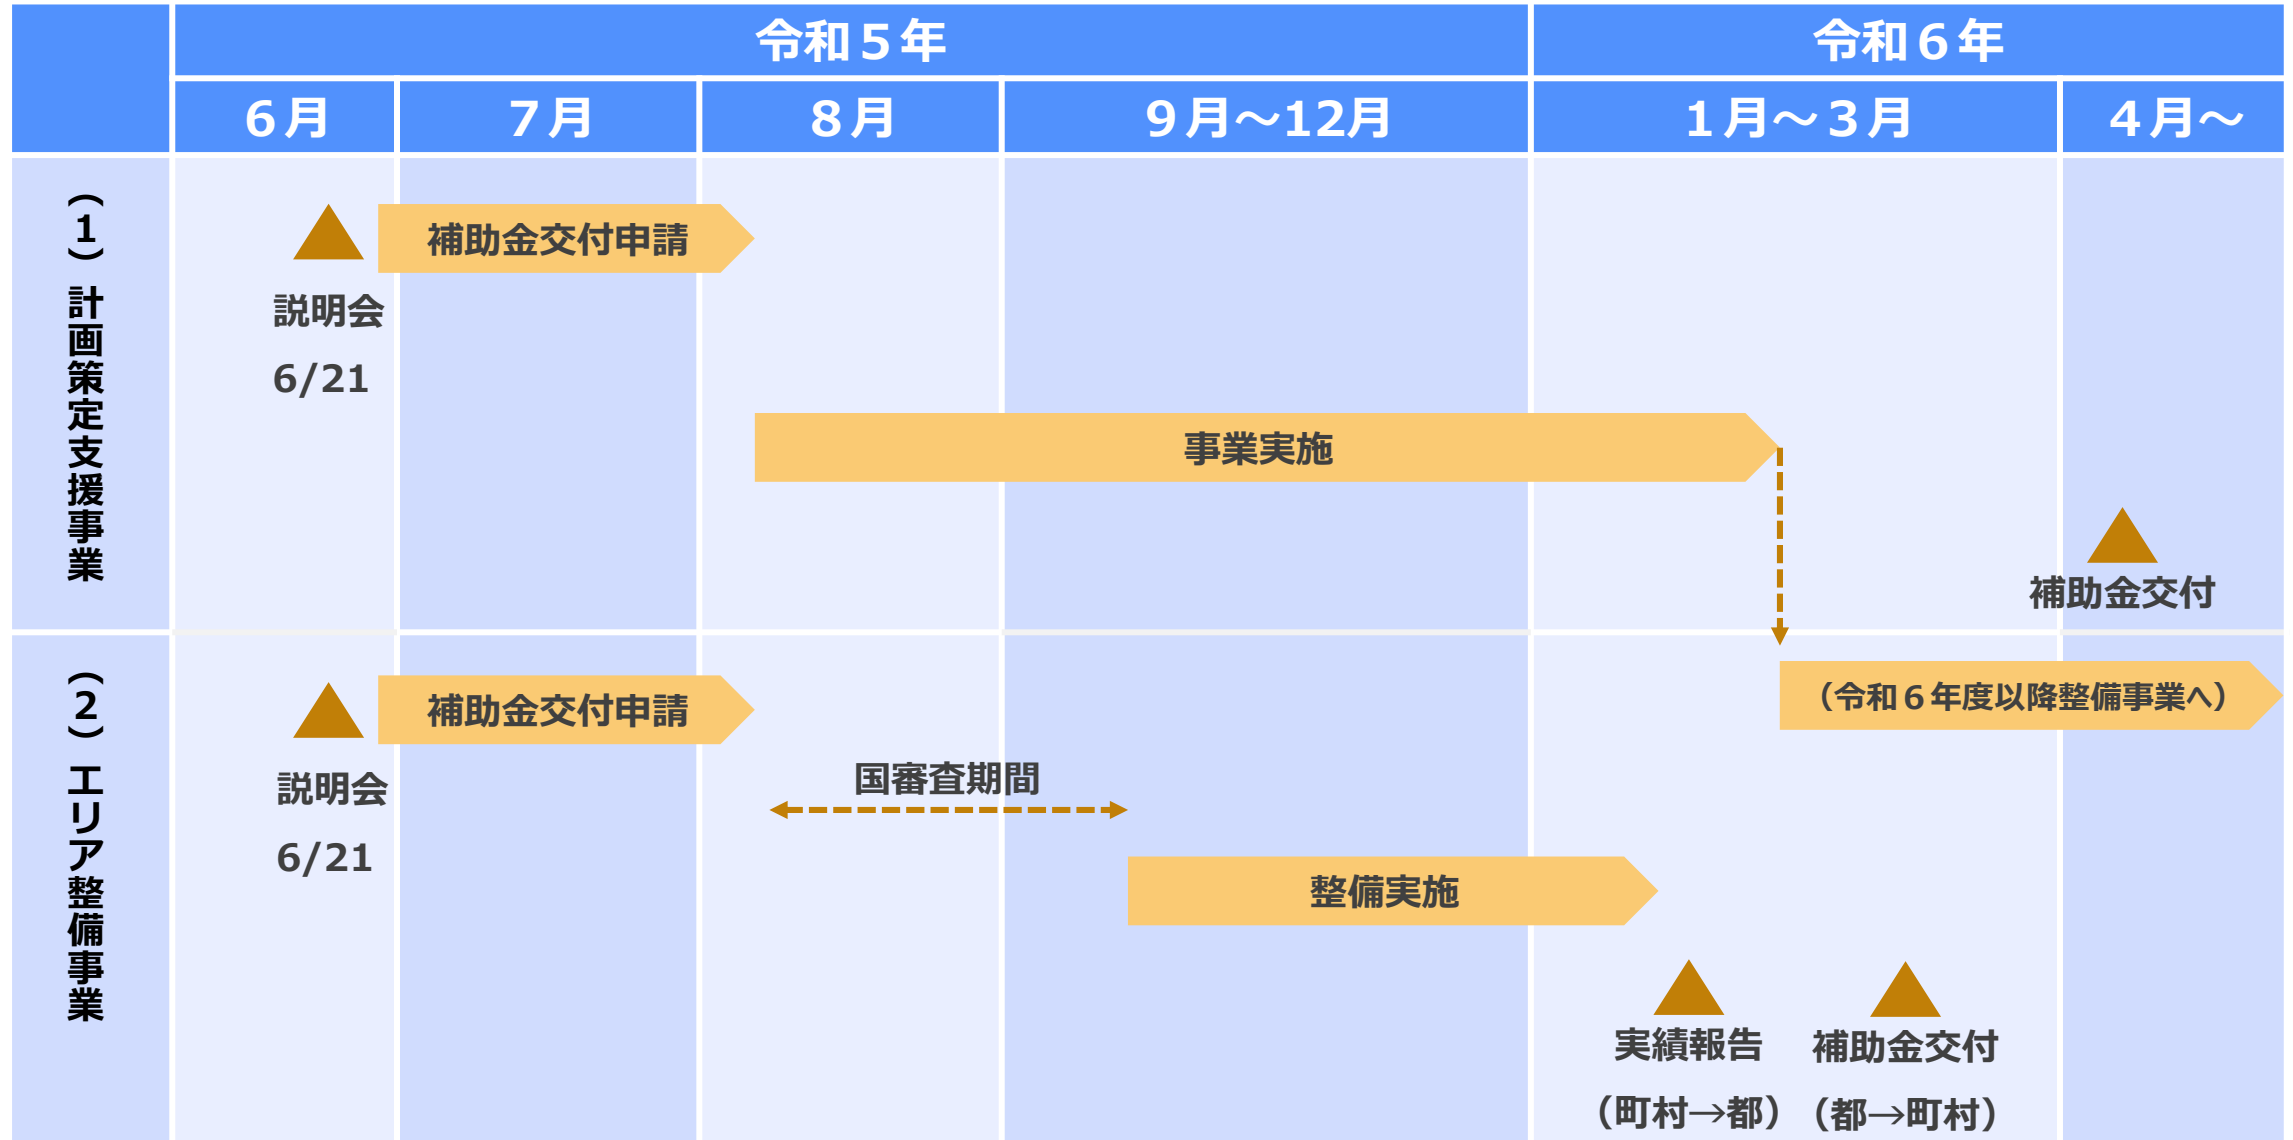 令和５年
令和６年
６月
７月
８月
９月～12月
１月～３月
４月～
（１）計画策定支援事業
補助金交付申請
説明会
6/21
事業実施
補助金交付
（２）エリア整備事業
補助金交付申請
（令和６年度以降整備事業へ）
国審査期間
説明会
6/21
整備実施
実績報告
（町村→都）
補助金交付
（都→町村）